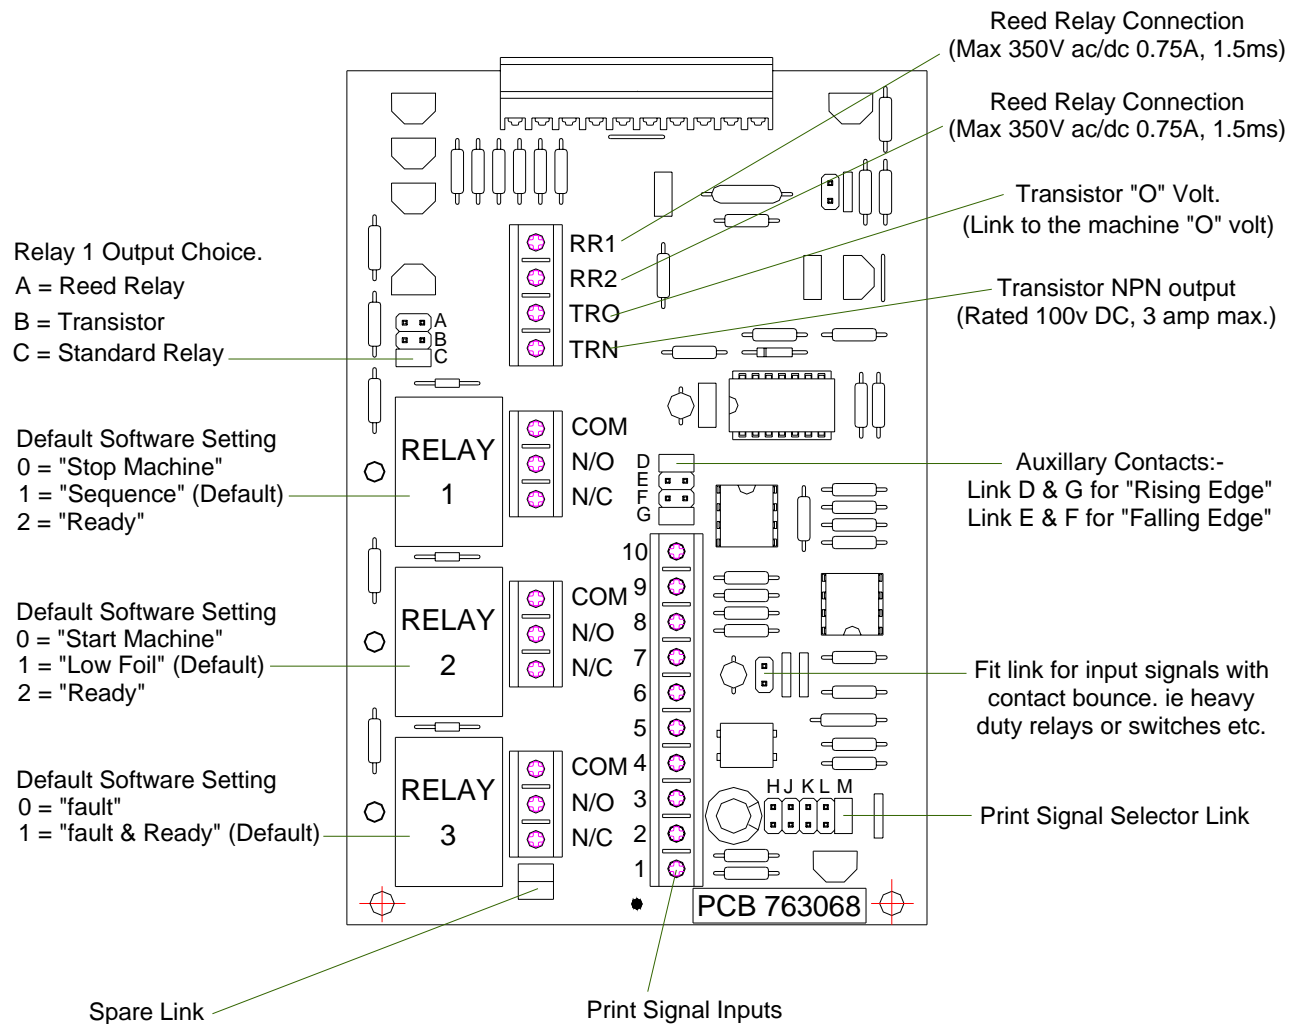 Reed Relay Connection
(Max 350V ac/dc 0.75A, 1.5ms)
Reed Relay Connection
(Max 350V ac/dc 0.75A, 1.5ms)
Transistor "O" Volt.
(Link to the machine "O" volt)
Transistor NPN output
(Rated 100v DC, 3 amp max.)
RR1
RR2
TRO
TRN
Relay 1 Output Choice.
A = Reed Relay
B = Transistor
C = Standard Relay
A
B
C
Default Software Setting
0 = "Stop Machine"
1 = "Sequence" (Default)
2 = "Ready"
RELAY
1
COM
N/O
N/C
D
E
F
G
Auxillary Contacts:-
Link D & G for "Rising Edge"
Link E & F for "Falling Edge"
Default Software Setting
0 = "Start Machine"
1 = "Low Foil" (Default)
2 = "Ready"
RELAY
2
COM
N/O
N/C
10
9
8
7
6
5
4
3
2
1
Fit link for input signals with
contact bounce. ie heavy
duty relays or switches etc.
Default Software Setting
0 = "fault"
1 = "fault & Ready" (Default)
RELAY
3
COM
N/O
N/C
H J K L M
Print Signal Selector Link
PCB 763068
Spare Link
Print Signal Inputs